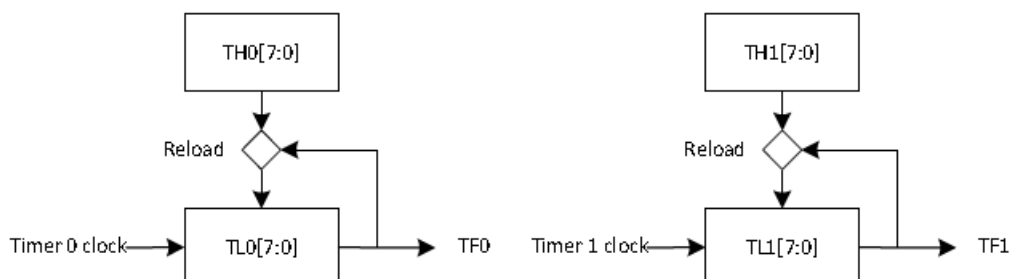 TH0[7:0]
TH1[7:0]
Reload
Reload
Timer 0 clock
TL0[7:0]
TF0
Timer 1 clock
TL1[7:0]
TF1